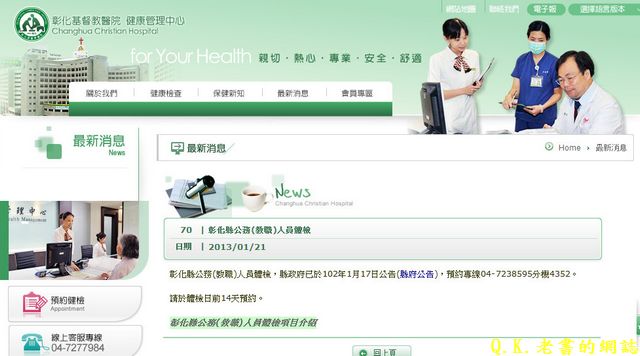 網站地圖 聯絡我們 電子報 選擇語言版本
彰化基督教醫院 健康管理中心
Changhua Christian Hospital
for Your Health 親切・熱心・專業・安全・舒適
關於我們 健康檢查 保健新知 最新消息 會員專區
最新消息
News
最新消息
Home > 最新消息
News
Changhua Christian Hospital
70 | 彰化縣公務(教職)人員體檢
日期 | 2013/01/21
彰化縣公務(教職)人員體檢，縣政府已於102年1月17日公告(縣府公告)，預約專線04-7238595分機4352。
請於體檢日前14天預約。
彰化縣公務(教職)人員體檢項目介紹
理中心
Health Management
預約健檢
Appointment
線上客服專線
04-7277984
回上頁
Q.K.老書的網誌